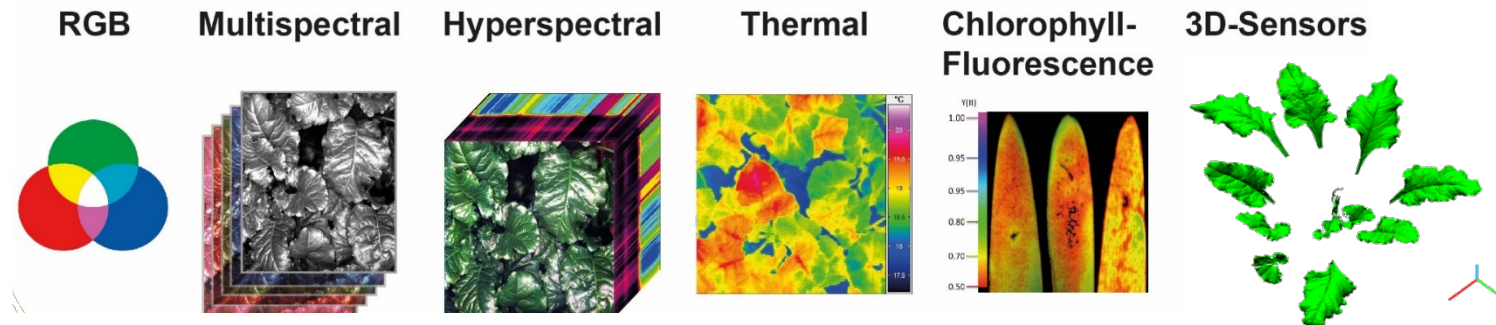 RGB
Multispectral
Hyperspectral
Thermal
Chlorophyll-
Fluorescence
3D-Sensors
°C
20
19.5
19
18.5
18
17.5
Y(II)
1.00
0.95
0.95
0.80
0.70
0.50